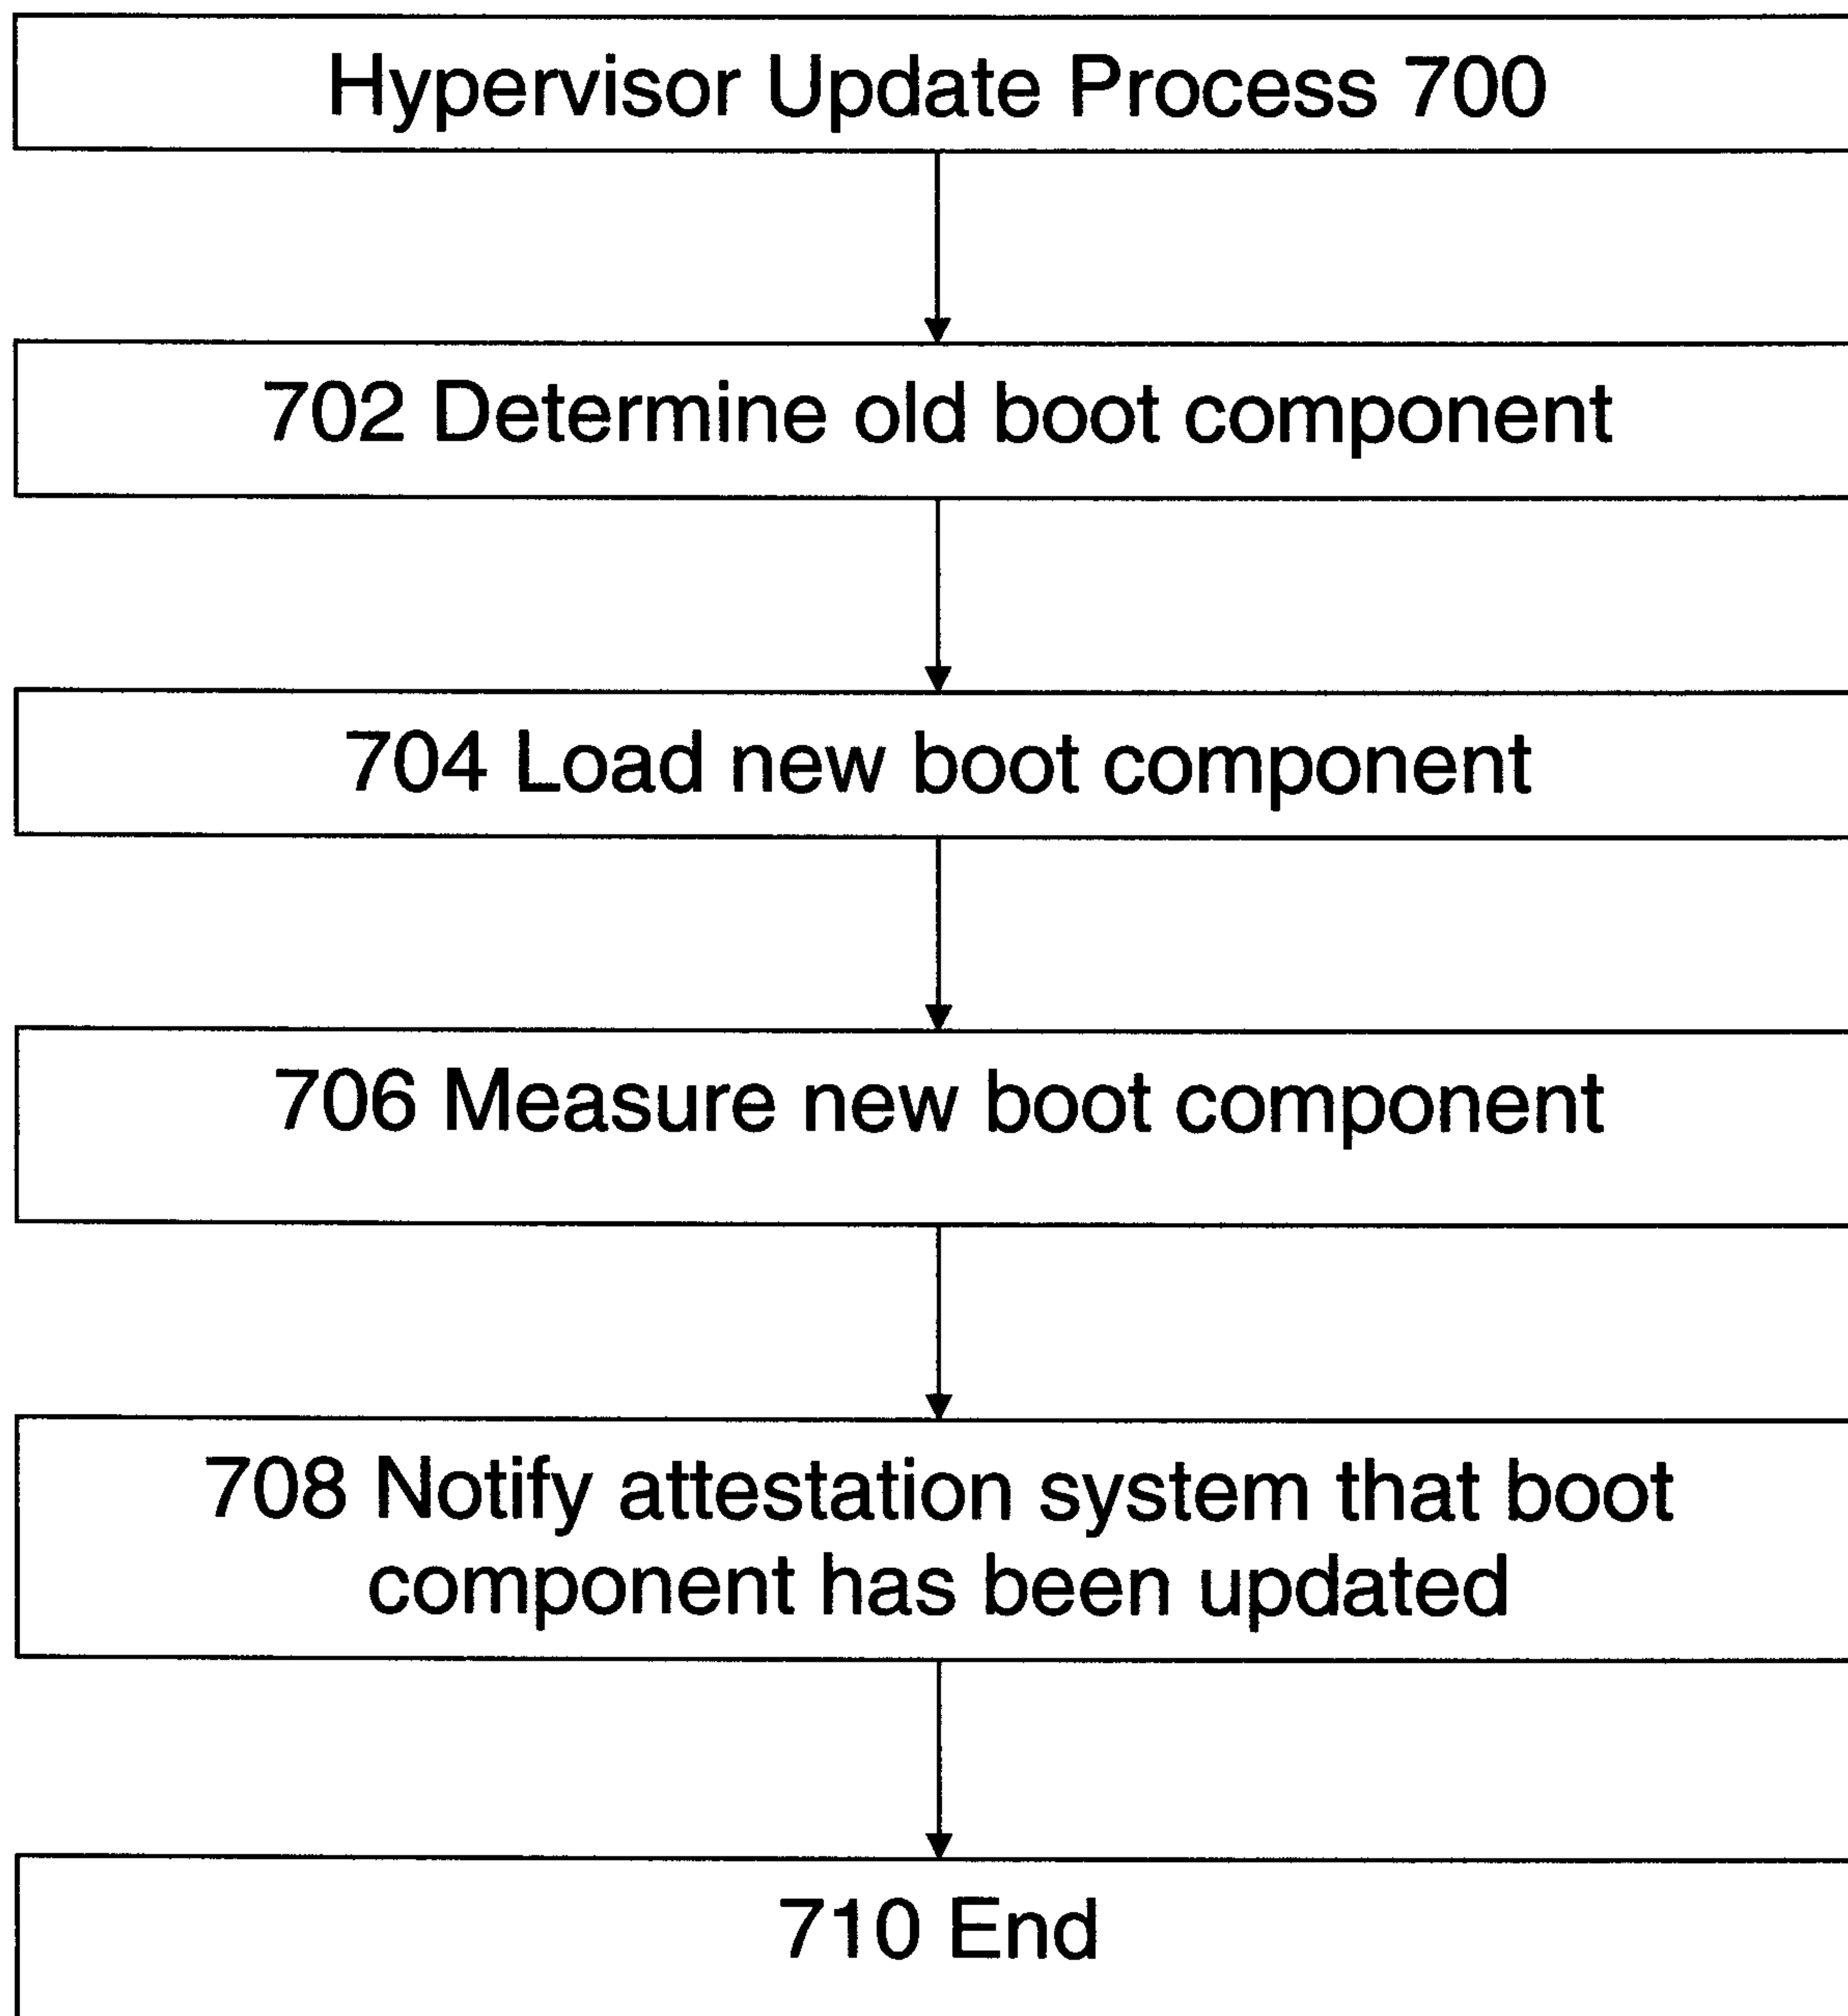 Hypervisor Update Process 700
702 Determine old boot component
704 Load new boot component
706 Measure new boot component
708 Notify attestation system that boot
component has been updated
710 End